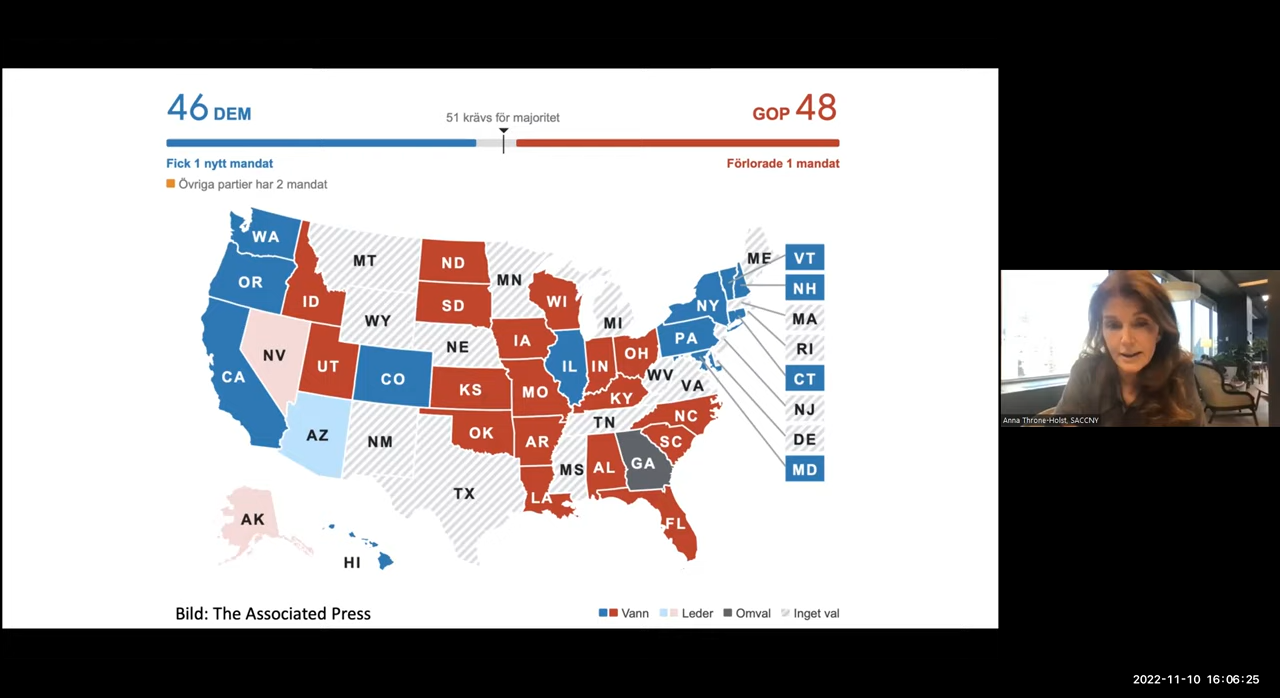 46 DEM
51 krävs för majoritet
GOP 48
Fick 1 nytt mandat
Förlorade 1 mandat
Övriga partier har 2 mandat
WA
MT
ND
MN
ME
VT
OR
ID
SD
WI
NY
NH
WY
MI
MA
NV
UT
NE
IA
PA
RI
CA
CO
IL
IN
OH
WV
CT
KS
MO
KY
VA
NJ
AZ
NM
OK
AR
TN
NC
DE
SC
MS
AL
GA
MD
TX
LA
FL
AK
HI
Bild: The Associated Press
Vann
Leder
Omval
Inget val
Anna Throne-Holst, SACCNY
2022-11-10 16:06:25